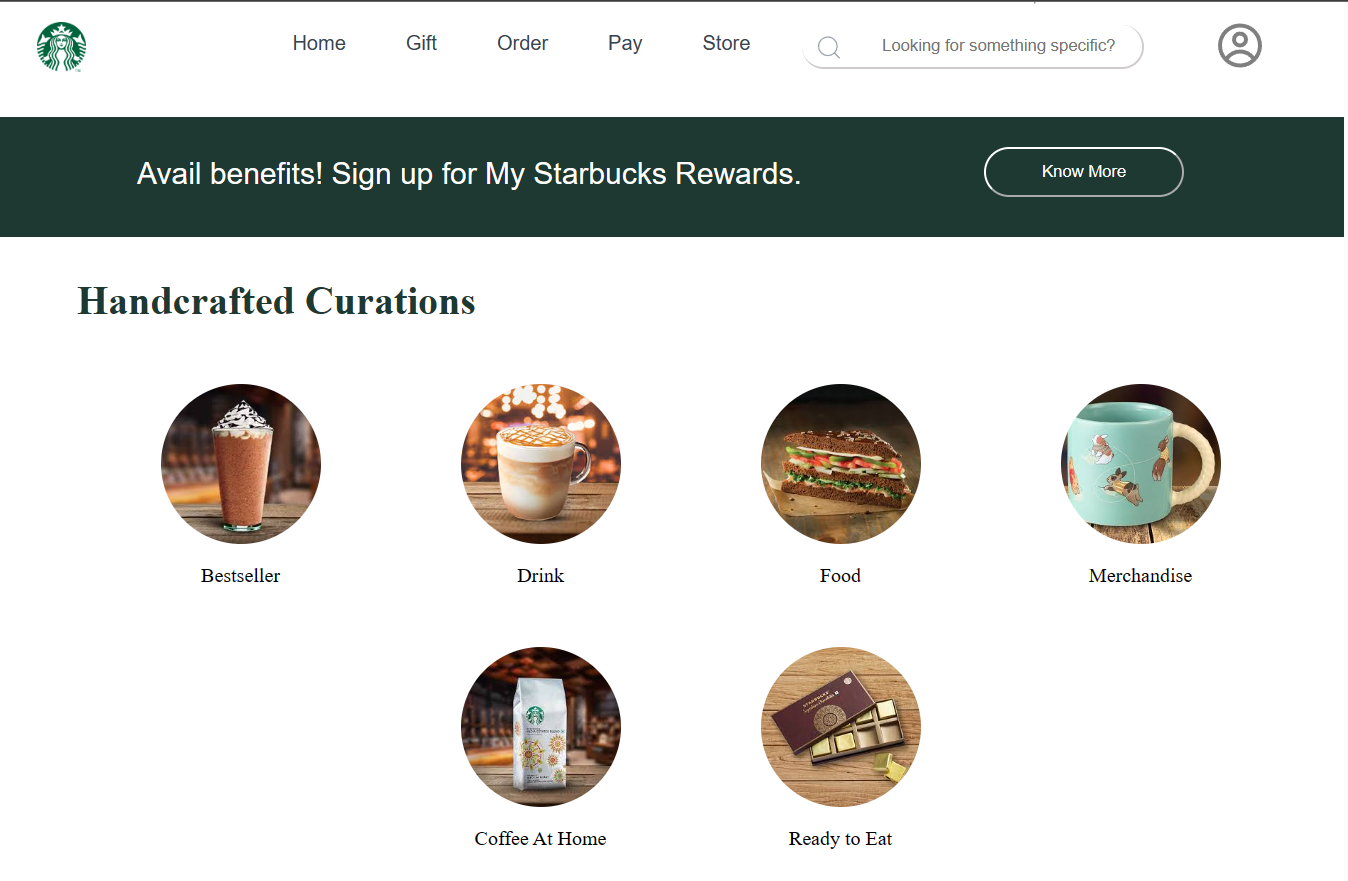 Home Gift Order Pay Store Looking for something specific?
Avail benefits! Sign up for My Starbucks Rewards.
Know More
Handcrafted Curations
Bestseller
Drink
Food
Merchandise
Coffee At Home
Ready to Eat